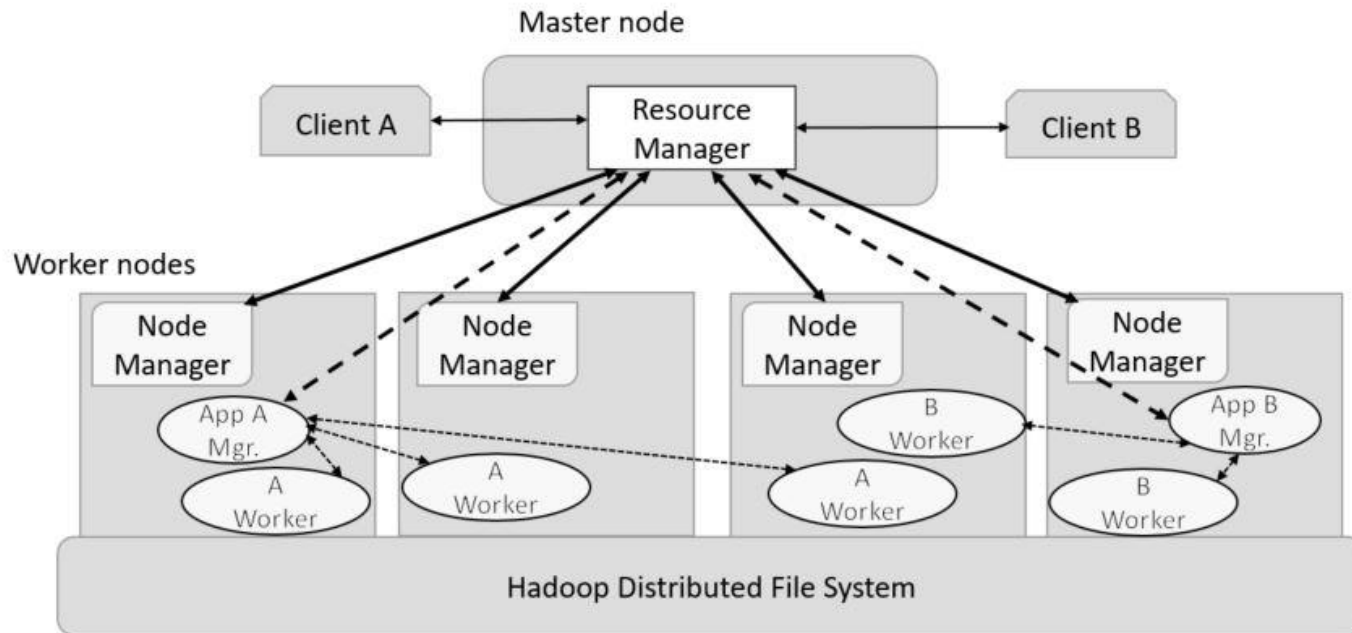 Master node
Client A
Resource
Manager
Client B
Worker nodes
Node
Manager
Node
Manager
Node
Manager
Node
Manager
App A
Mgr.
A
Worker
A
Worker
B
Worker
A
Worker
App B
Mgr.
B
Worker
Hadoop Distributed File System